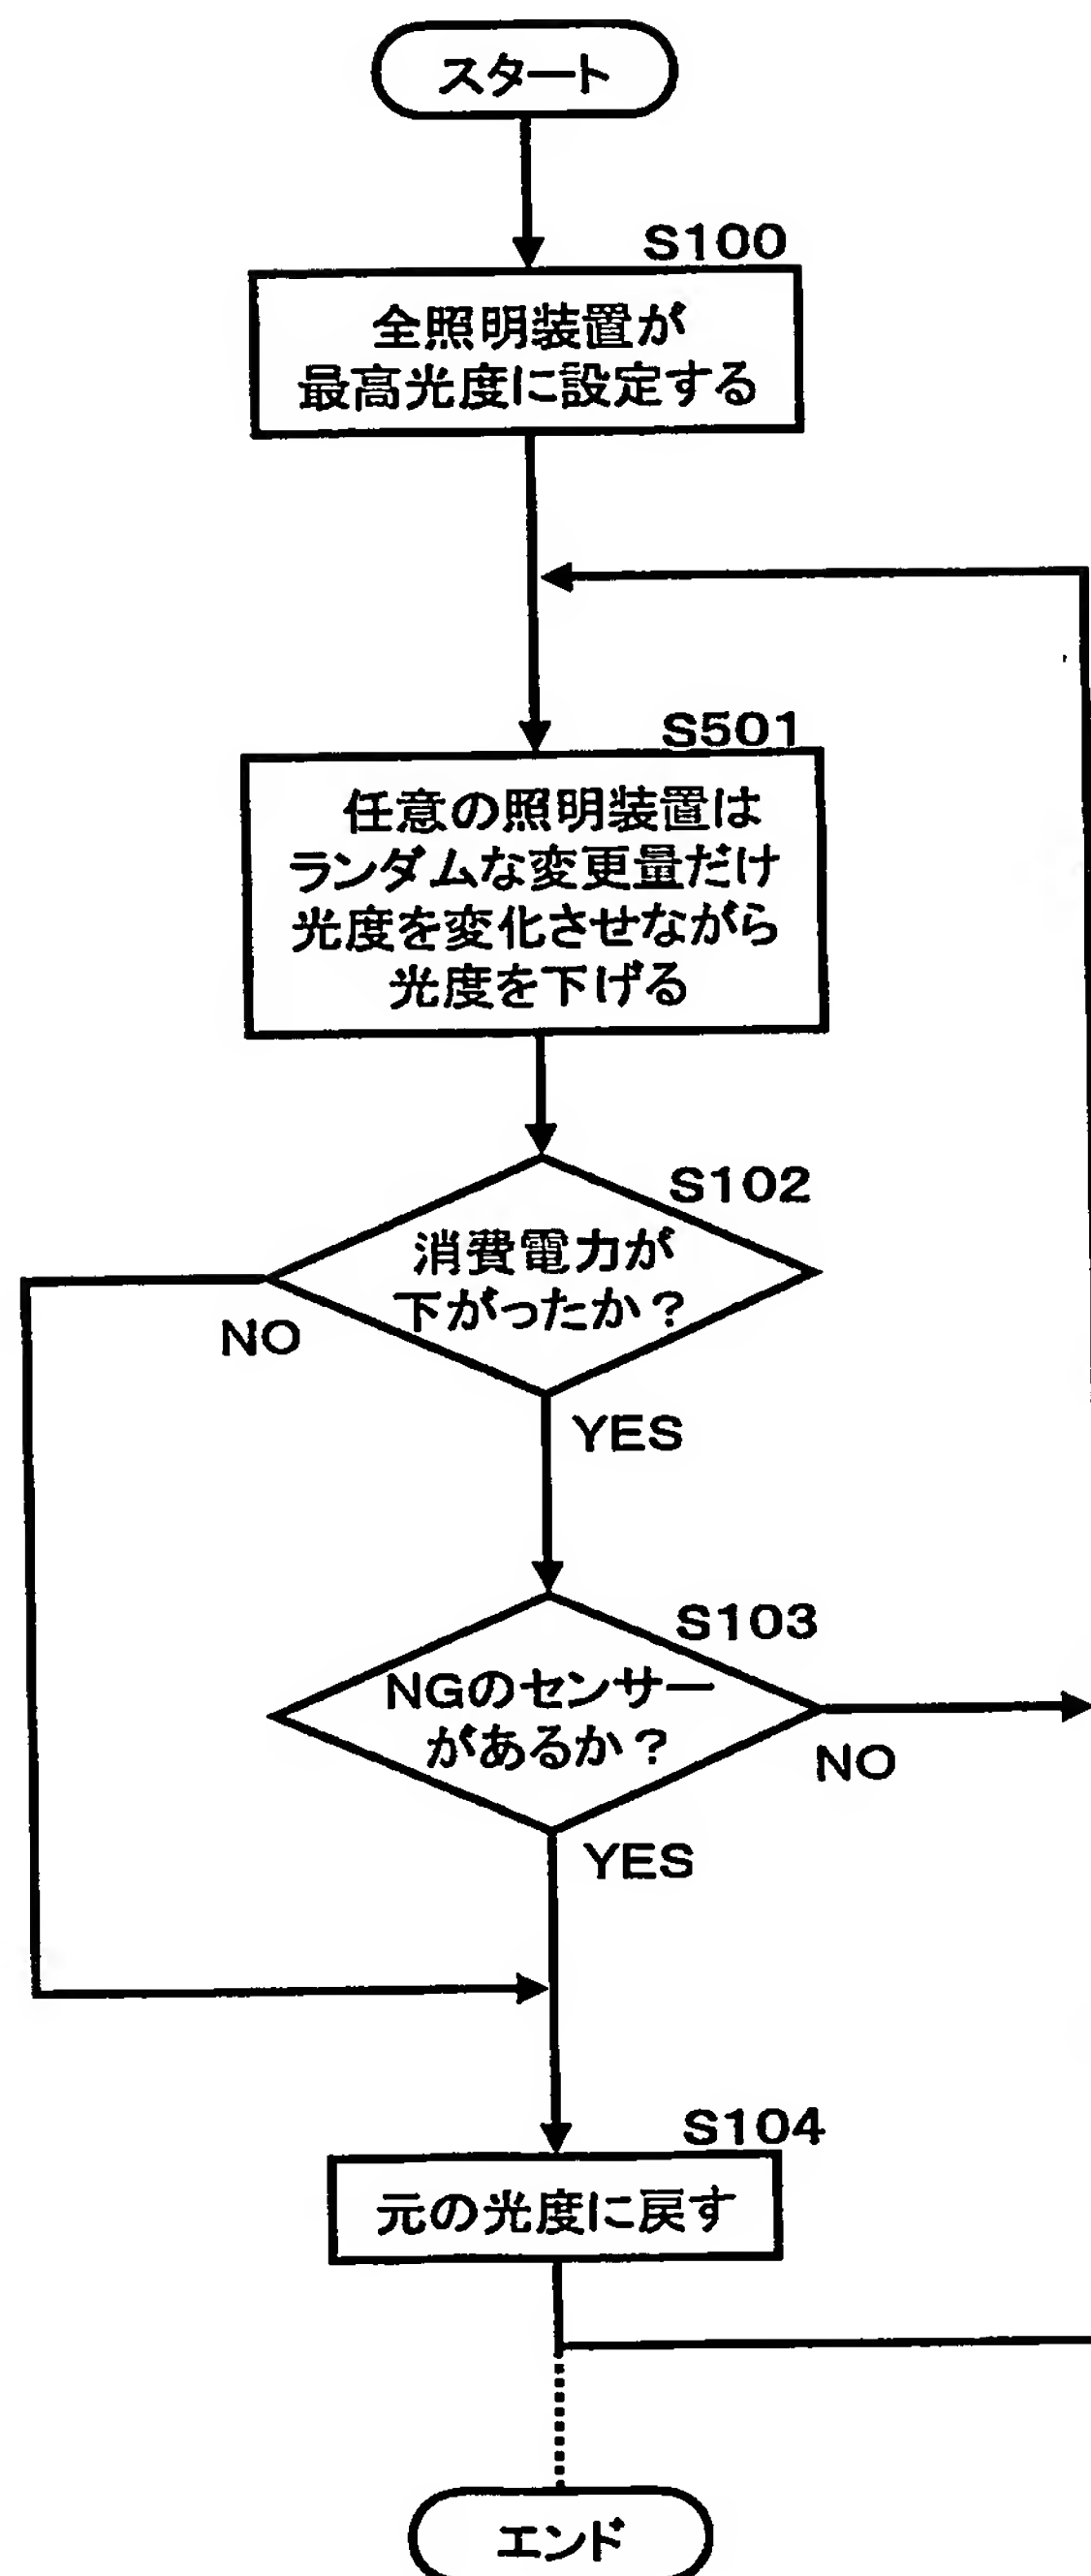 スタート
S100
全照明装置が
最高光度に設定する
S501
任意の照明装置は
ランダムな変更量だけ
光度を変化させながら
光度を下げる
S102
消費電力が
下がったか？
NO
YES
S103
NGのセンサー
があるか？
NO
YES
S104
元の光度に戻す
エンド